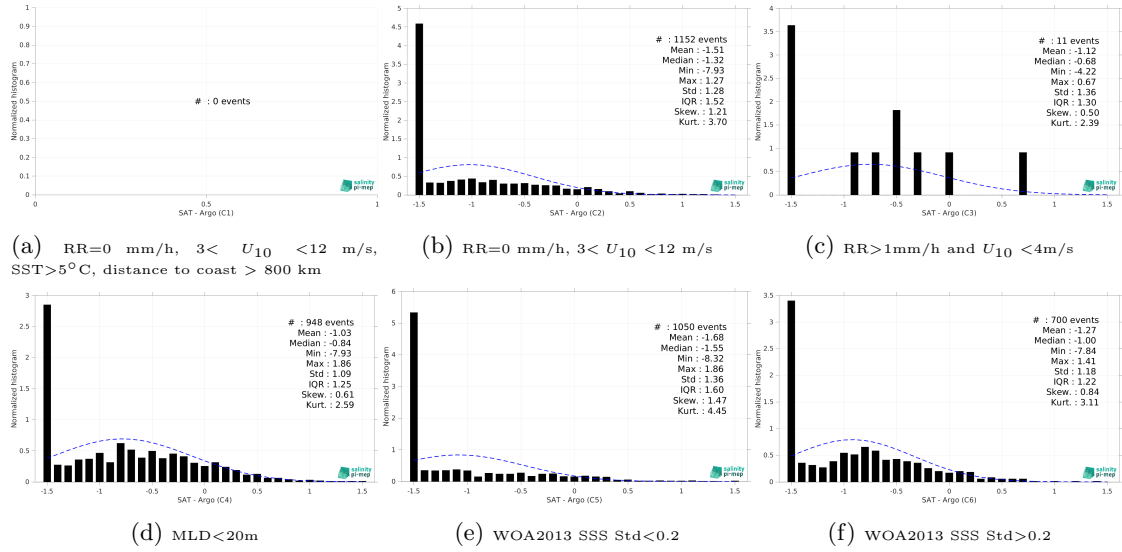 1
0.9
0.8
0.7
0.6
0.5
0.4
0.3
0.2
0.1
0
Normalized histogram
# : 0 events
salinity
pi-mep
0 0.5 1
SAT - Argo (C1)
(a) RR=0 mm/h, 3< U10 <12 m/s,
SST>5°C, distance to coast > 800 km
5
4.5
4
3.5
3
2.5
2
1.5
1
0.5
0
Normalized histogram
# : 1152 events
Mean : -1.51
Median : -1.32
Min : -7.93
Max : 1.27
Std : 1.28
IQR : 1.52
Skew. : 1.21
Kurt. : 3.70
salinity
pi-mep
-1.5 -1 -0.5 0 0.5 1 1.5
SAT - Argo (C2)
(b) RR=0 mm/h, 3< U10 <12 m/s
4
3.5
3
2.5
2
1.5
1
0.5
0
Normalized histogram
# : 11 events
Mean : -1.12
Median : -0.68
Min : -4.22
Max : 0.67
Std : 1.36
IQR : 1.30
Skew. : 0.50
Kurt. : 2.39
salinity
pi-mep
-1.5 -1 -0.5 0 0.5 1 1.5
SAT - Argo (C3)
(c) RR>1mm/h and U10 <4m/s
3
2.5
2
1.5
1
0.5
0
Normalized histogram
# : 948 events
Mean : -1.03
Median : -0.84
Min : -7.93
Max : 1.86
Std : 1.09
IQR : 1.25
Skew. : 0.61
Kurt. : 2.59
salinity
pi-mep
-1.5 -1 -0.5 0 0.5 1 1.5
SAT - Argo (C4)
(d) MLD<20m
6
5
4
3
2
1
0
Normalized histogram
# : 1050 events
Mean : -1.68
Median : -1.55
Min : -8.32
Max : 1.86
Std : 1.36
IQR : 1.60
Skew. : 1.47
Kurt. : 4.45
salinity
pi-mep
-1.5 -1 -0.5 0 0.5 1 1.5
SAT - Argo (C5)
(e) WOA2013 SSS Std<0.2
3.5
3
2.5
2
1.5
1
0.5
0
Normalized histogram
# : 700 events
Mean : -1.27
Median : -1.00
Min : -7.84
Max : 1.41
Std : 1.18
IQR : 1.22
Skew. : 0.84
Kurt. : 3.11
salinity
pi-mep
-1.5 -1 -0.5 0 0.5 1 1.5
SAT - Argo (C6)
(f) WOA2013 SSS Std>0.2